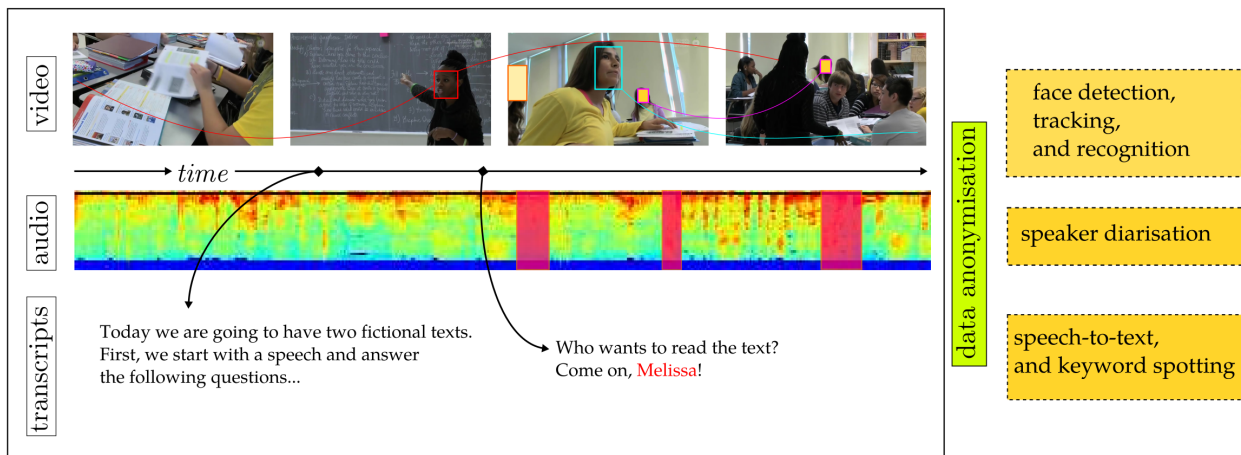 video
time
audio
transcripts
Today we are going to have two fictional texts.
First, we start with a speech and answer
the following questions...
Who wants to read the text?
Come on, Melissa!
data anonymisation
face detection,
tracking,
and recognition
speaker diarisation
speech-to-text,
and keyword spotting